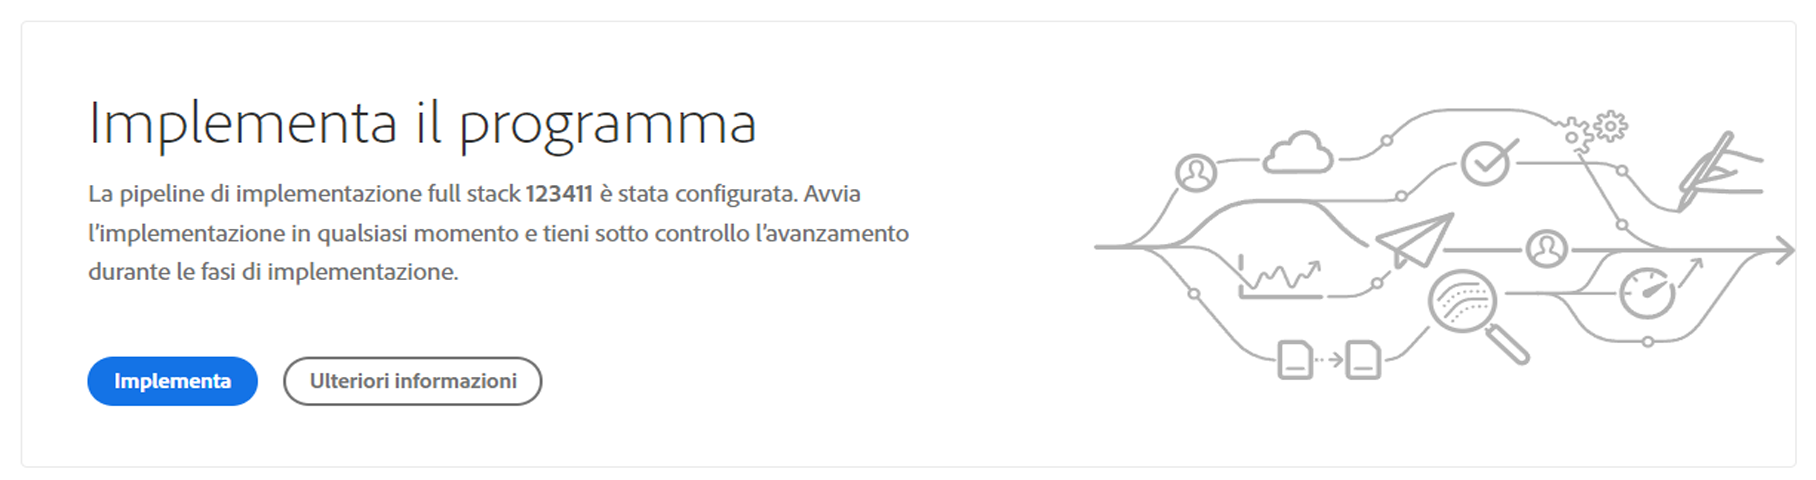 Implementa il programma
La pipeline di implementazione full stack 123411 è stata configurata. Avvia
l’implementazione in qualsiasi momento e tieni sotto controllo l’avanzamento
durante le fasi di implementazione.
Implementa
Ulteriori informazioni